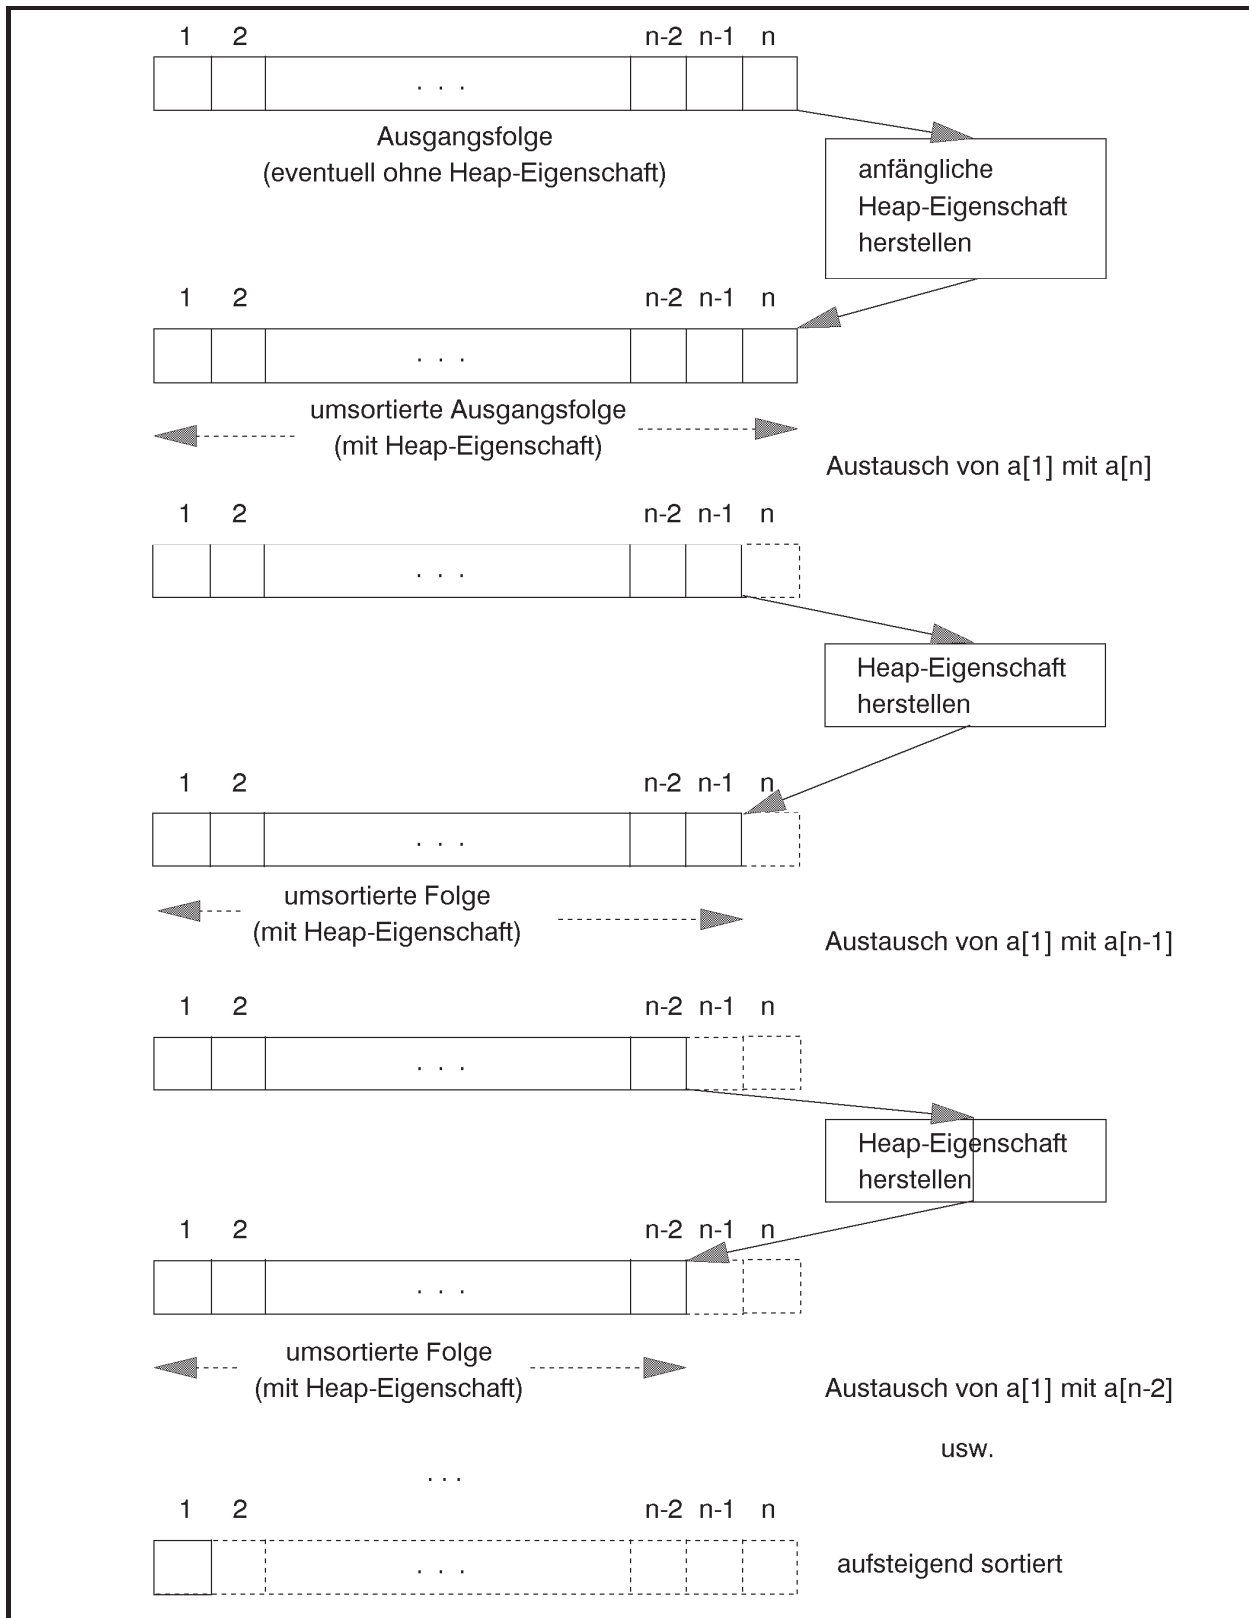 1 2 n-2 n-1 n
. . .
Ausgangsfolge
(eventuell ohne Heap-Eigenschaft)
anfängliche
Heap-Eigenschaft
herstellen
1 2 n-2 n-1 n
. . .
umsortierte Ausgangsfolge
(mit Heap-Eigenschaft)
Austausch von a[1] mit a[n]
1 2 n-2 n-1 n
. . .
Heap-Eigenschaft
herstellen
1 2 n-2 n-1 n
. . .
umsortierte Folge
(mit Heap-Eigenschaft)
Austausch von a[1] mit a[n-1]
1 2 n-2 n-1 n
. . .
Heap-Eigenschaft
herstellen
1 2 n-2 n-1 n
. . .
umsortierte Folge
(mit Heap-Eigenschaft)
Austausch von a[1] mit a[n-2]
usw.
. . .
1 2 n-2 n-1 n
. . .
aufsteigend sortiert